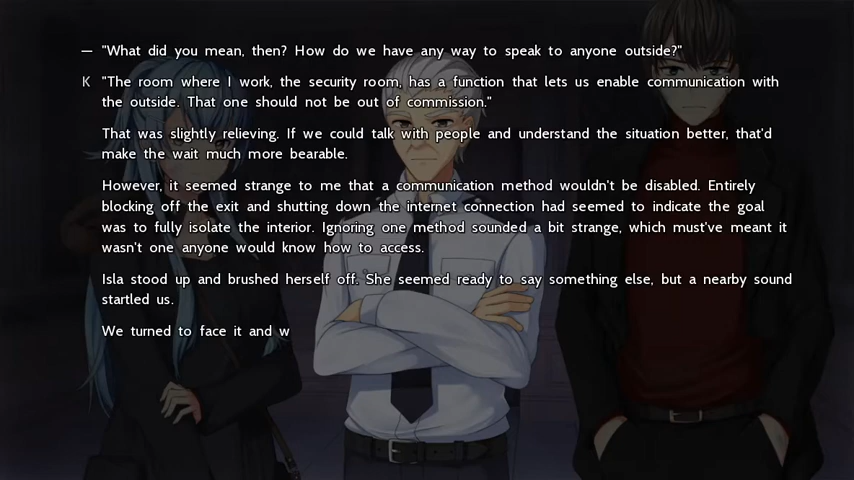 — "What did you mean, then? How do we have any way to speak to anyone outside?"
K "The room where I work, the security room, has a function that lets us enable communication with
the outside. That one should not be out of commission."
That was slightly relieving. If we could talk with people and understand the situation better, that'd
make the wait much more bearable.
However, it seemed strange to me that a communication method wouldn't be disabled. Entirely
blocking off the exit and shutting down the internet connection had seemed to indicate the goal
was to fully isolate the interior. Ignoring one method sounded a bit strange, which must've meant it
wasn't one anyone would know how to access.
Isla stood up and brushed herself off. She seemed ready to say something else, but a nearby sound
startled us.
We turned to face it and w